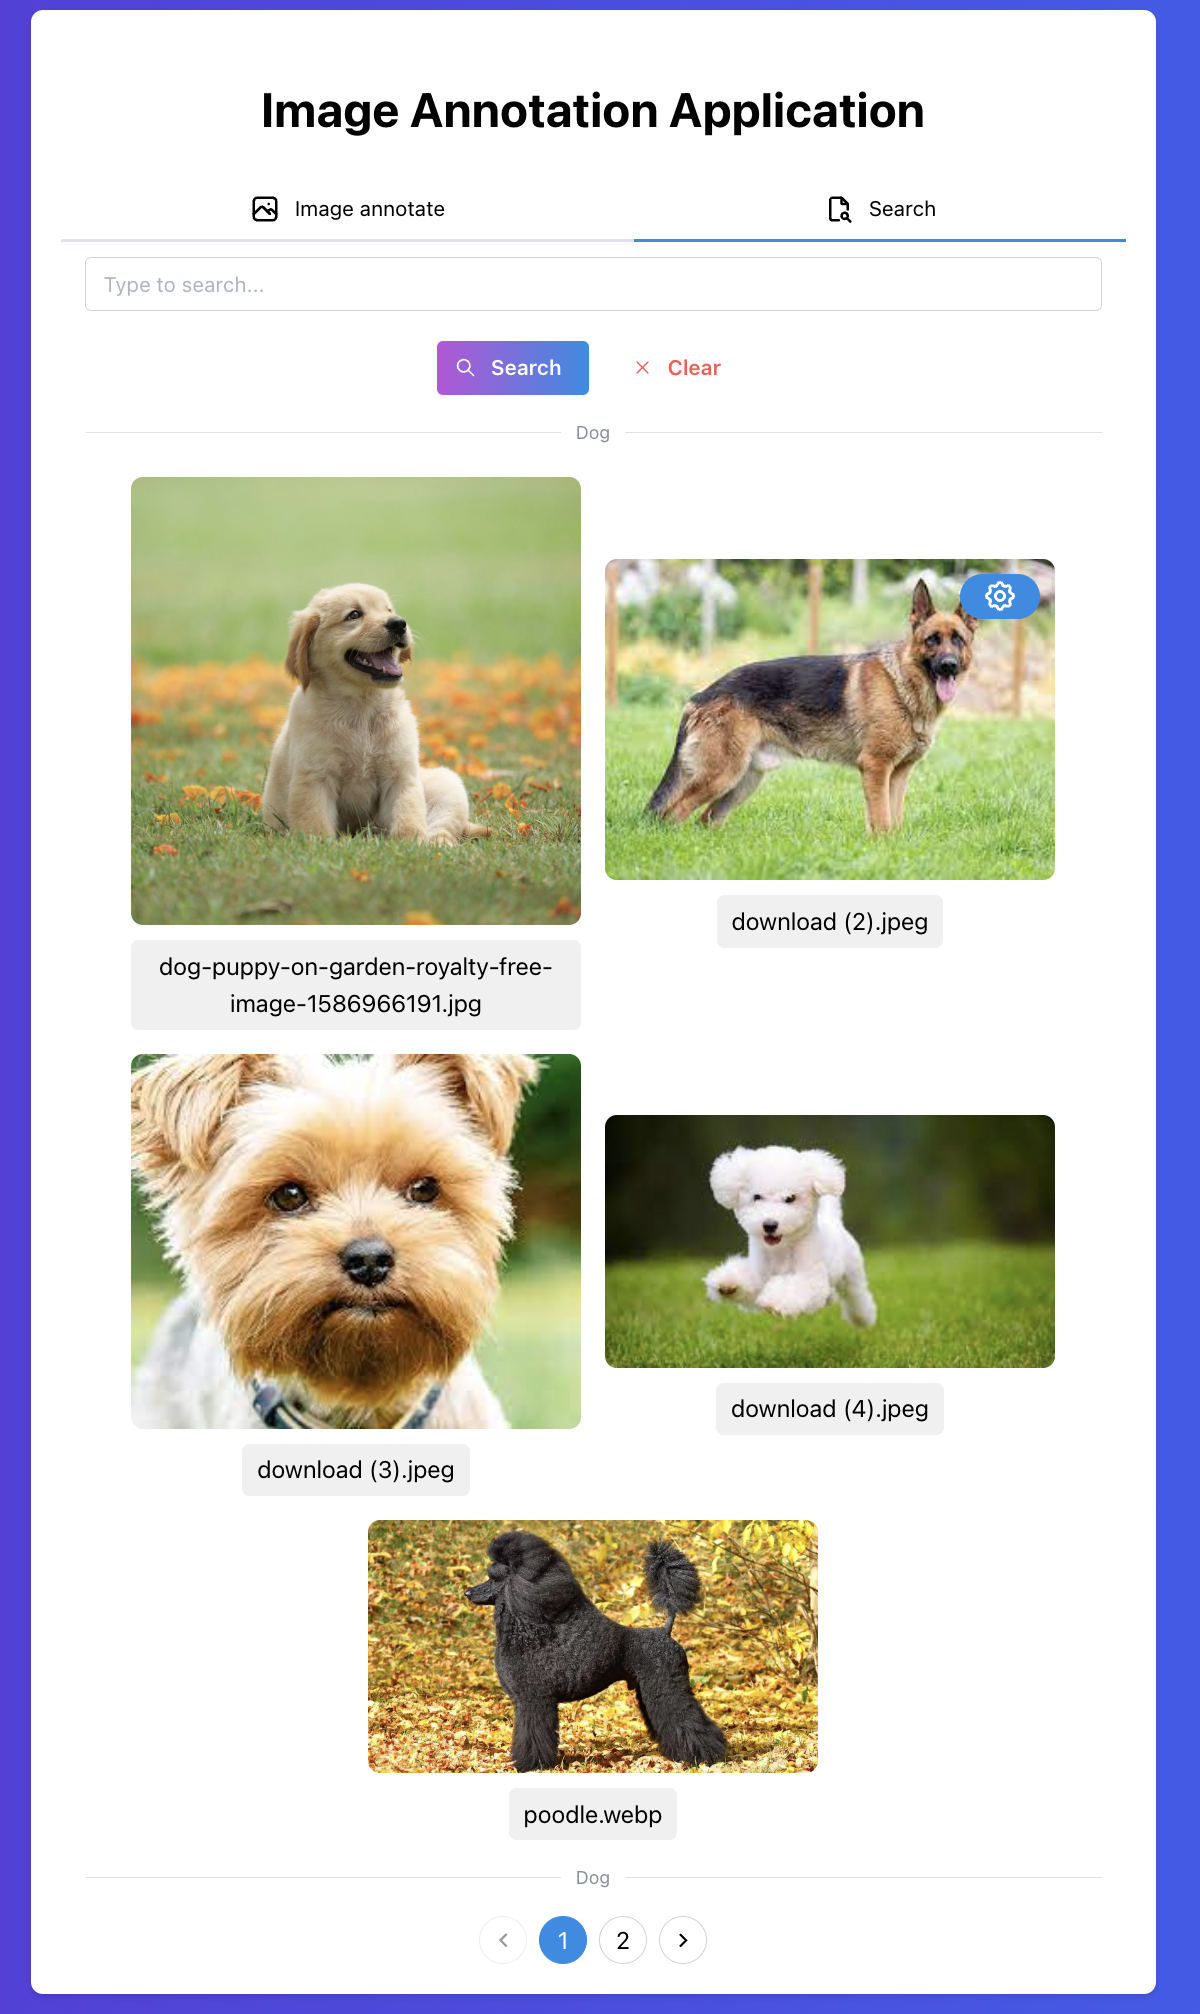 Image Annotation Application
Image annotate
Search
Type to search...
Search
Clear
Dog
dog-puppy-on-garden-royalty-free-
image-1586966191.jpg
download (2).jpeg
download (3).jpeg
download (4).jpeg
poodle.webp
Dog
1
2